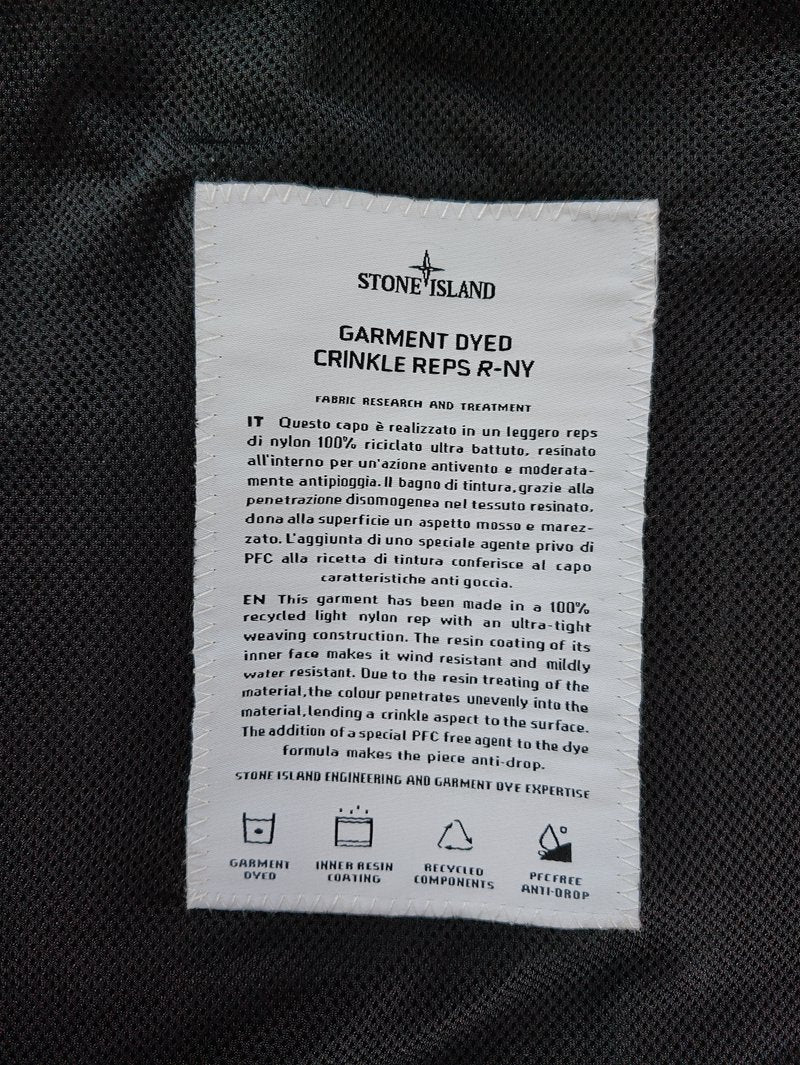 STONE ISLAND
GARMENT DYED
CRINKLE REPS R-NY
FABRIC RESEARCH AND TREATMENT
IT Questo capo è realizzato in un leggero reps
di nylon 100% riciclato ultra battuto, resinato
all'interno per un'azione antivento e moderata-
mente antipioggia. Il bagno di tintura, grazie alla
penetrazione disomogenea nel tessuto resinato,
dona alla superficie un aspetto mosso e marez-
zato. L'aggiunta di uno speciale agente privo di
PFC alla ricetta di tintura conferisce al capo
caratteristiche anti goccia.
EN This garment has been made in a 100%
recycled light nylon rep with an ultra-tight
weaving construction. The resin coating of its
inner face makes it wind resistant and mildly
water resistant. Due to the resin treating of the
material, the colour penetrates unevenly into the
material, lending a crinkle aspect to the surface.
The addition of a special PFC free agent to the dye
formula makes the piece anti-drop.
STONE ISLAND ENGINEERING AND GARMENT DYE EXPERTISE
GARMENT DYED
INNER RESIN COATING
RECYCLED COMPONENTS
PFC FREE ANTI-DROP